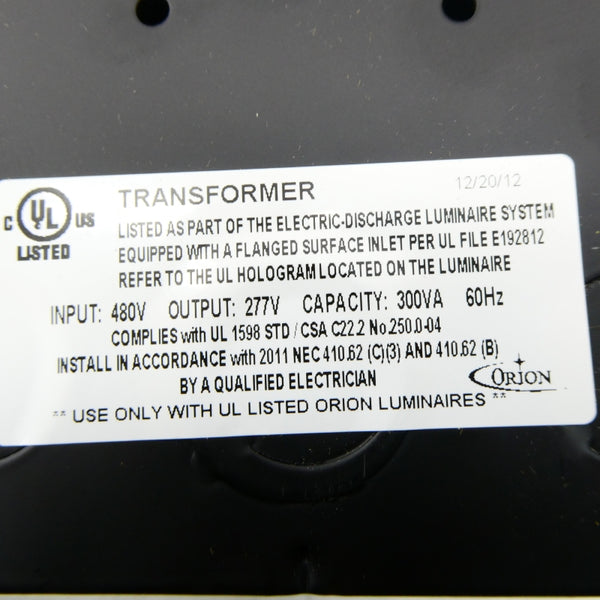 C UL US
LISTED
TRANSFORMER 12/20/12
LISTED AS PART OF THE ELECTRIC-DISCHARGE LUMINAIRE SYSTEM
EQUIPPED WITH A FLANGED SURFACE INLET PER UL FILE E192812
REFER TO THE UL HOLOGRAM LOCATED ON THE LUMINAIRE
INPUT: 480V OUTPUT: 277V CAPACITY: 300VA 60Hz
COMPLIES with UL 1598 STD / CSA C22.2 No.250.0-04
INSTALL IN ACCORDANCE with 2011 NEC 410.62 (C)(3) AND 410.62 (B)
BY A QUALIFIED ELECTRICIAN
ORION
** USE ONLY WITH UL LISTED ORION LUMINAIRES **